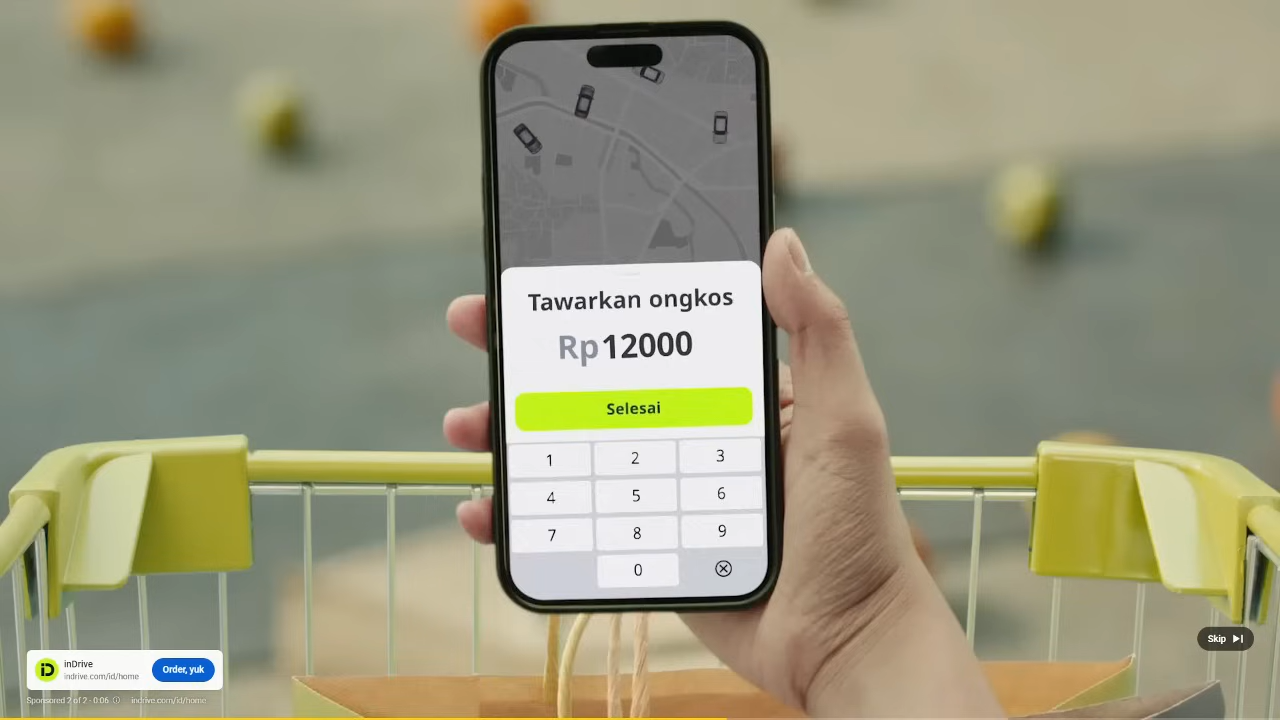 Tawarkan ongkos
Rp12000
Selesai
1 2 3
4 5 6
7 8 9
0
Skip
iD
inDrive
indrive.com/id/home
Order, yuk
Sponsored 2 of 2 · 0:06 indrive.com/id/home